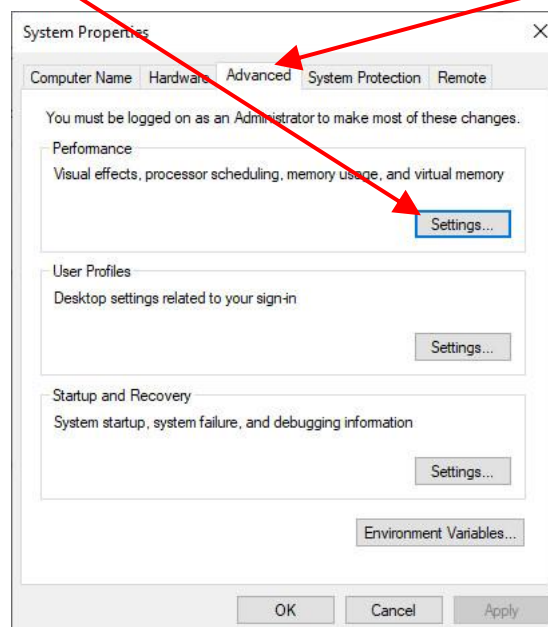 System Properties
Computer Name Hardware Advanced System Protection Remote
You must be logged on as an Administrator to make most of these changes.
Performance
Visual effects, processor scheduling, memory usage, and virtual memory
Settings...
User Profiles
Desktop settings related to your sign-in
Settings...
Startup and Recovery
System startup, system failure, and debugging information
Settings...
Environment Variables...
OK Cancel Apply